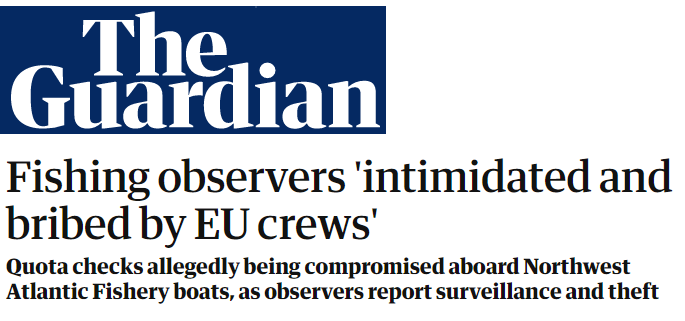 The
Guardian
Fishing observers 'intimidated and
bribed by EU crews'
Quota checks allegedly being compromised aboard Northwest
Atlantic Fishery boats, as observers report surveillance and theft